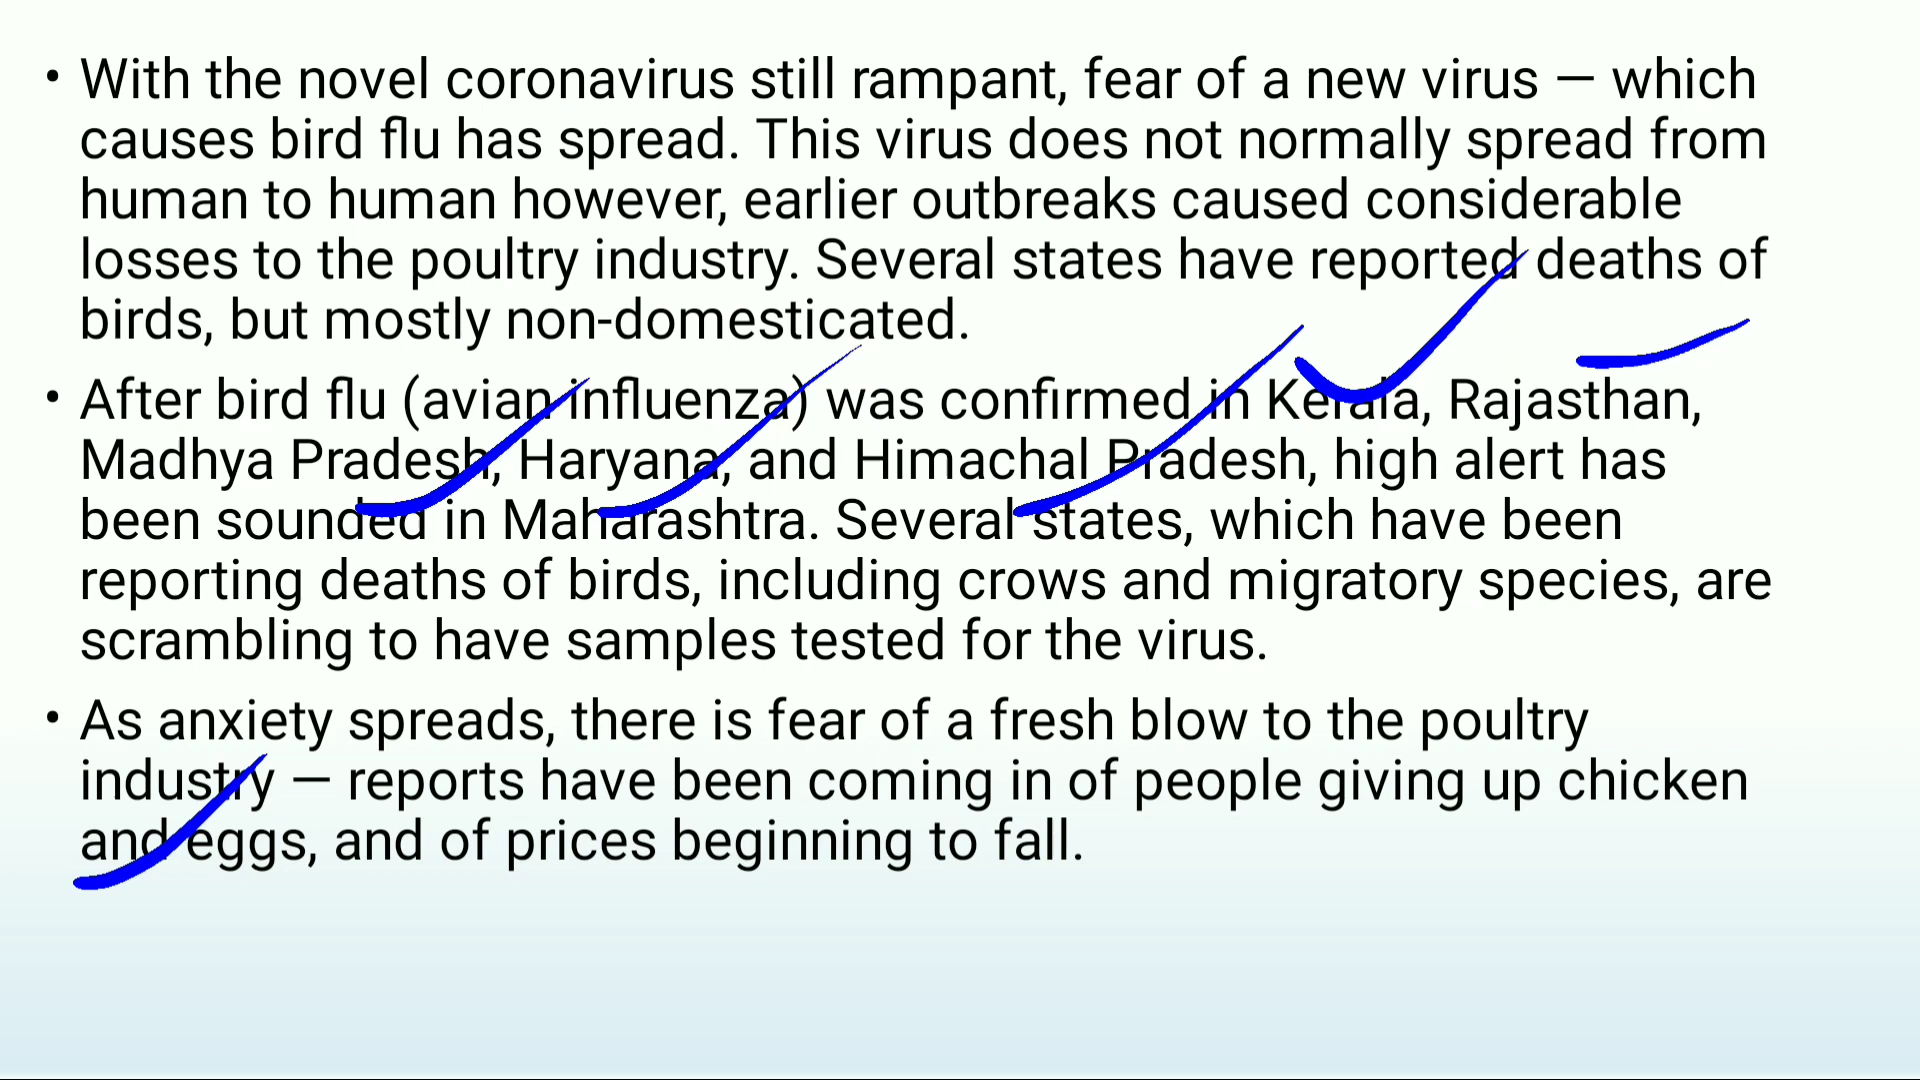 • With the novel coronavirus still rampant, fear of a new virus — which
causes bird flu has spread. This virus does not normally spread from
human to human however, earlier outbreaks caused considerable
losses to the poultry industry. Several states have reported deaths of
birds, but mostly non-domesticated.
• After bird flu (avian influenza) was confirmed in Kerala, Rajasthan,
Madhya Pradesh, Haryana, and Himachal Pradesh, high alert has
been sounded in Maharashtra. Several states, which have been
reporting deaths of birds, including crows and migratory species, are
scrambling to have samples tested for the virus.
• As anxiety spreads, there is fear of a fresh blow to the poultry
industry — reports have been coming in of people giving up chicken
and eggs, and of prices beginning to fall.